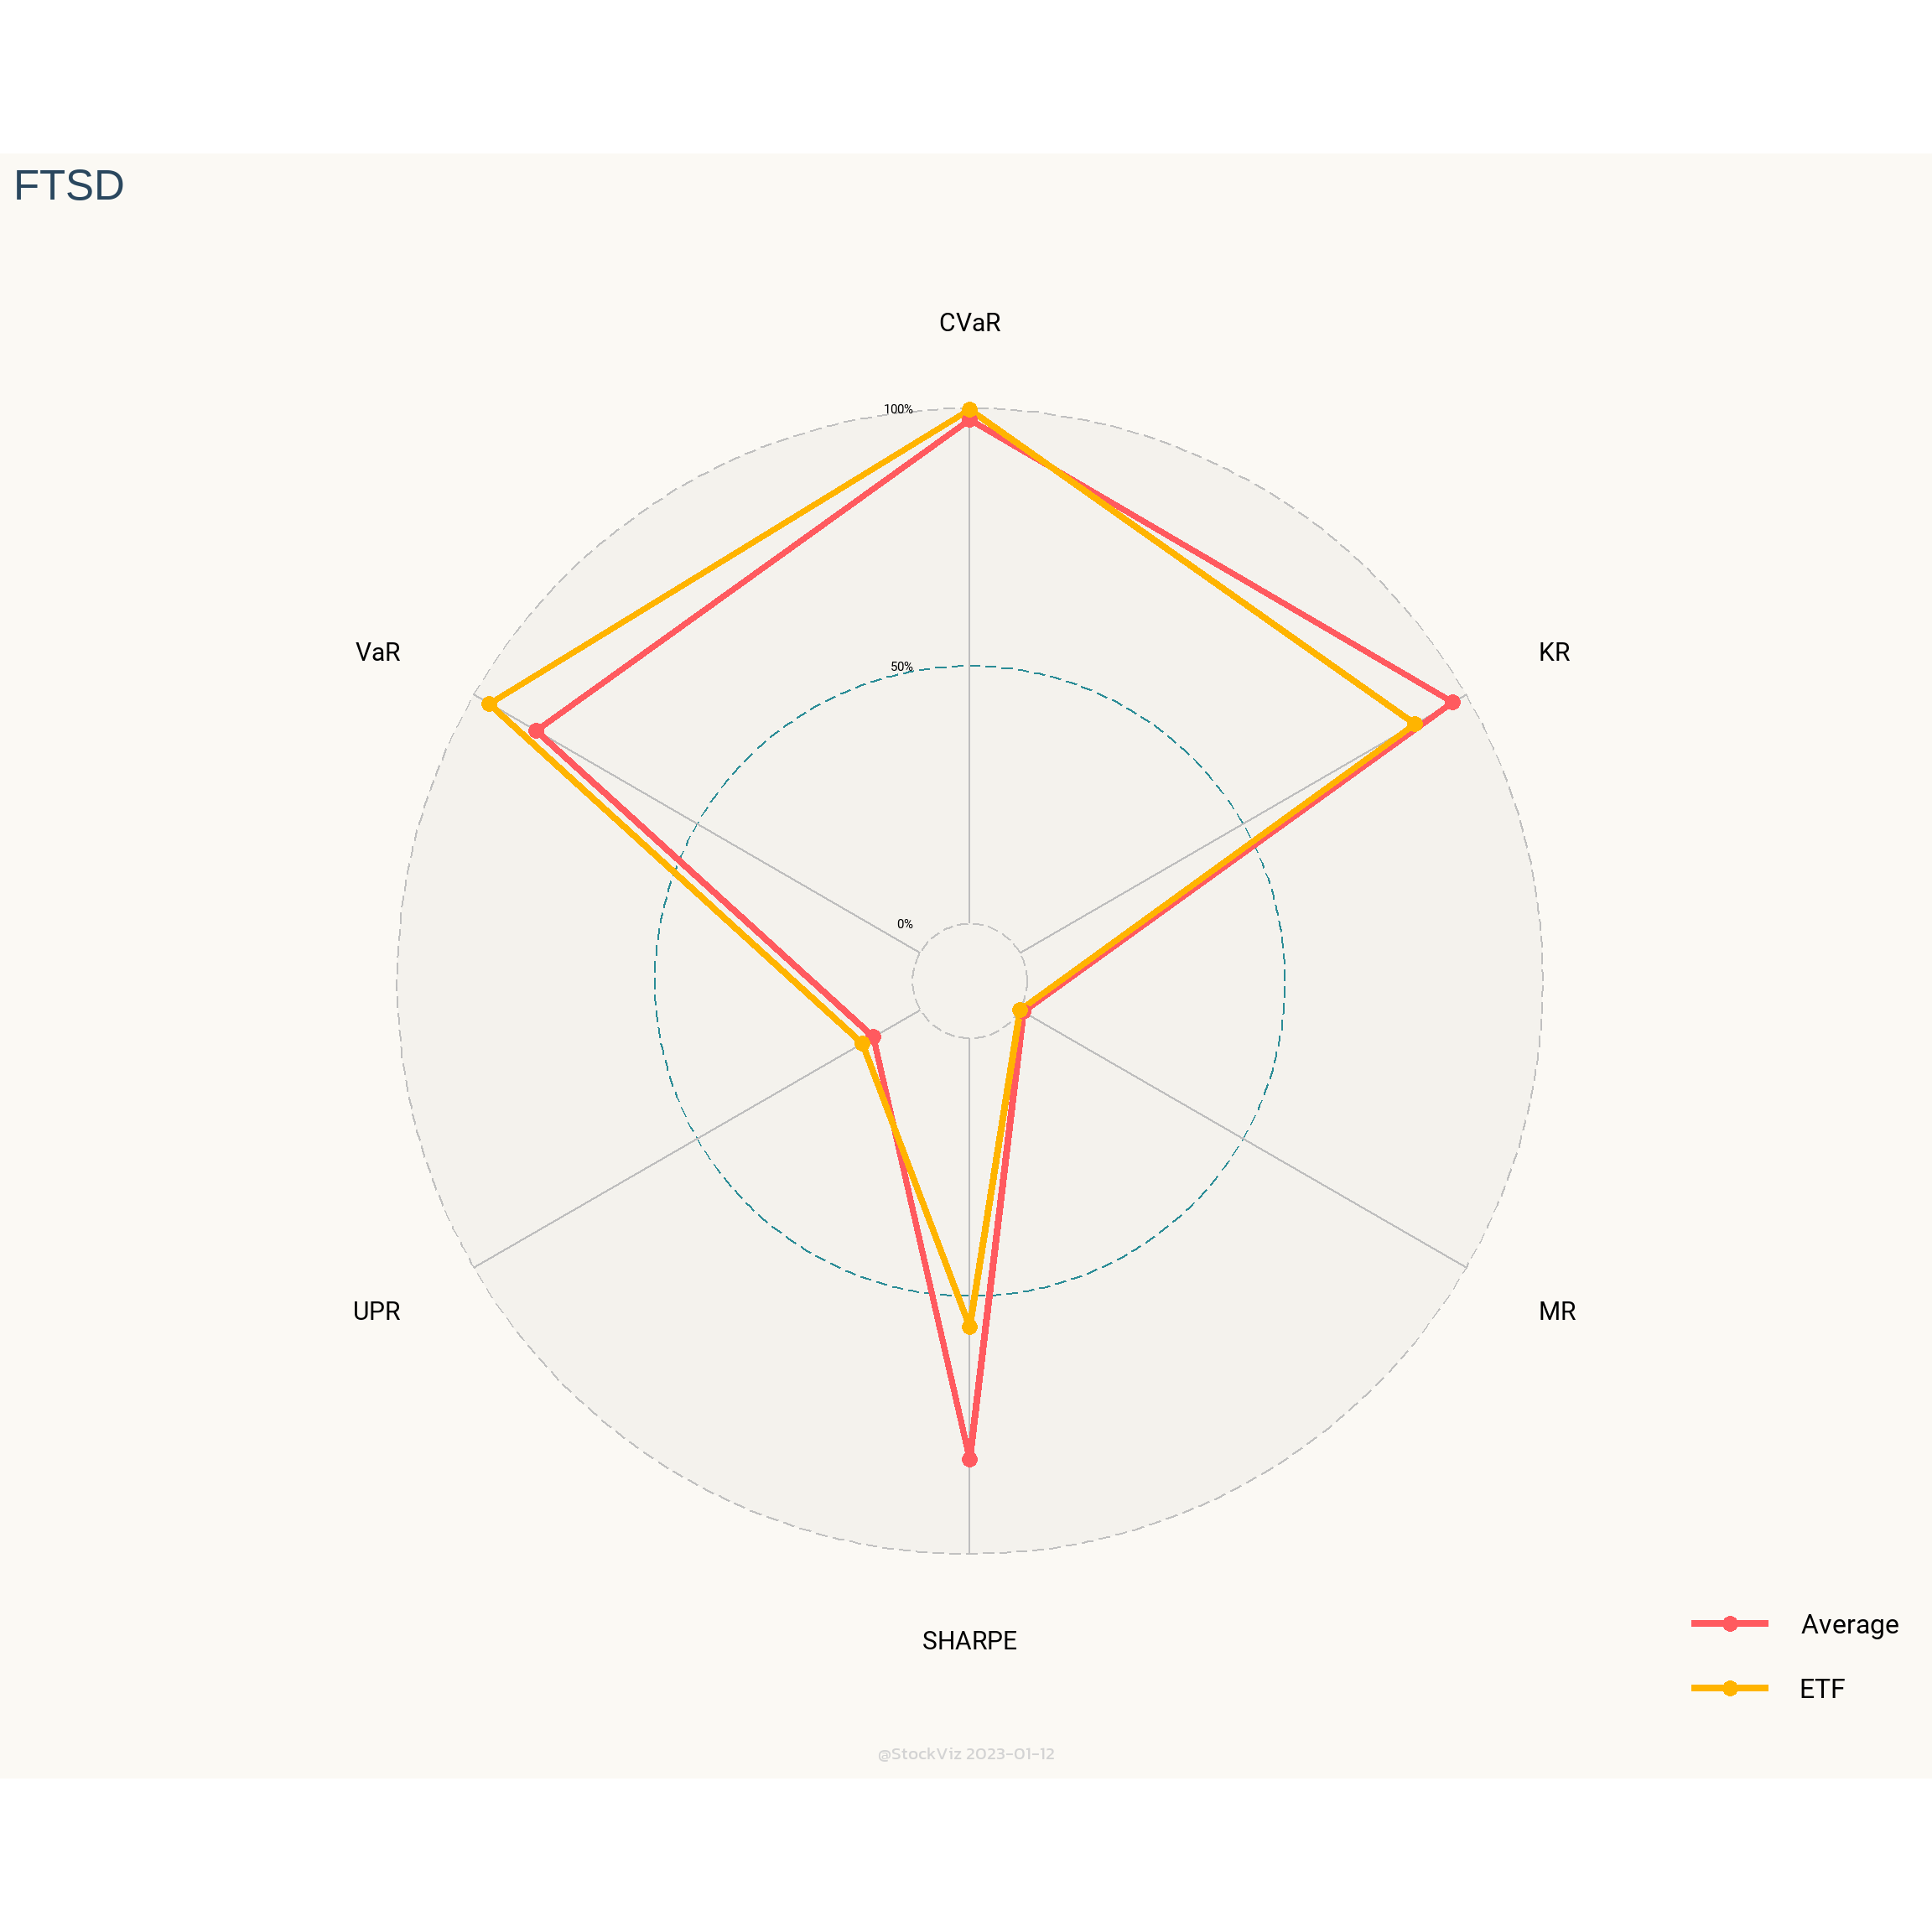 FTSD
CVaR
100%
VaR
KR
50%
0%
UPR
MR
SHARPE
Average
ETF
@StockViz 2023-01-12